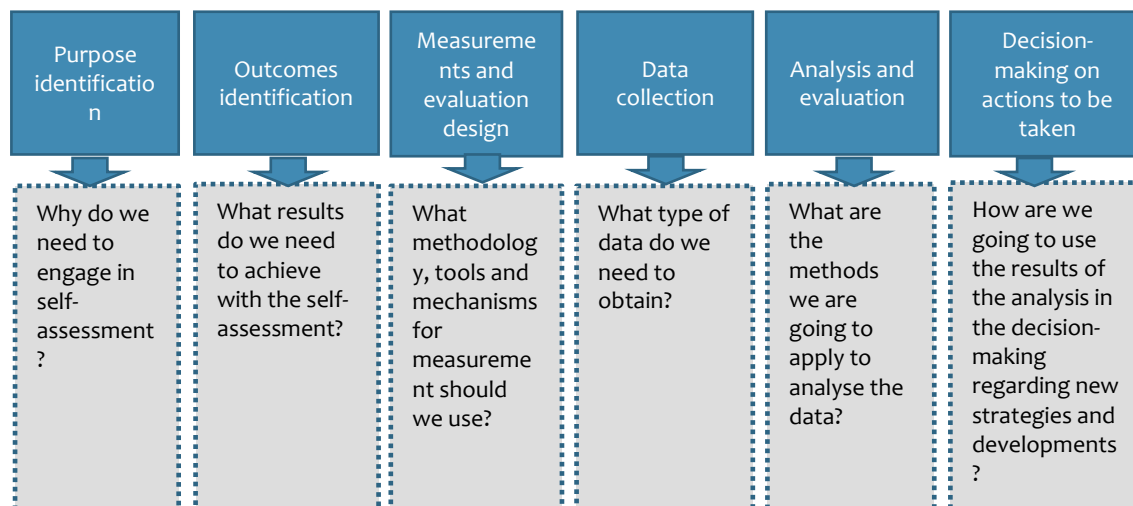 Purpose
identificatio
n
Outcomes
identification
Measureme
nts and
evaluation
design
Data
collection
Analysis and
evaluation
Decision-
making on
actions to be
taken
Why do we
need to
engage in
self-
assessment
?
What results
do we need
to achieve
with the self-
assessment?
What
methodolog
y, tools and
mechanisms
for
measureme
nt should
we use?
What type of
data do we
need to
obtain?
What are
the
methods
we are
going to
apply to
analyse the
data?
How are we
going to use
the results of
the analysis in
the decision-
making
regarding new
strategies and
developments
?